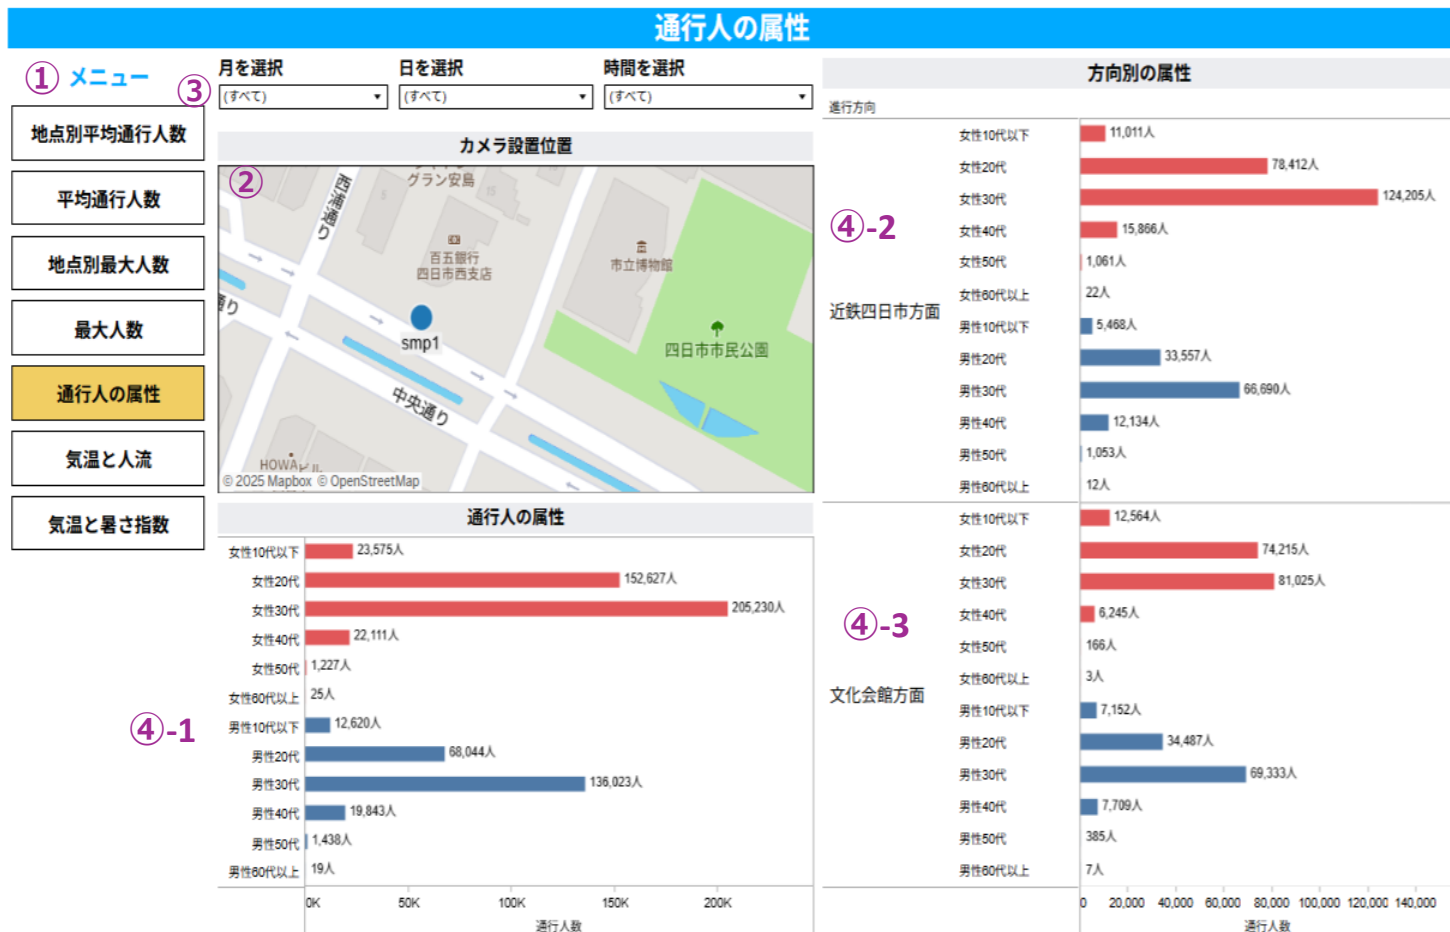 通行人の属性
① メニュー
地点別平均通行人数
平均通行人数
地点別最大人数
最大人数
通行人の属性
気温と人流
気温と暑さ指数
③
月を選択
(すべて)
日を選択
(すべて)
時間を選択
(すべて)
カメラ設置位置
②
グラン安島
5
15
西浦通り
百五銀行
四日市西支店
市立博物館
smp1
四日市市民公園
通り
中央通り
HOWAビル
© 2025 Mapbox © OpenStreetMap
通行人の属性
④-1
女性10代以下 23,575人
女性20代 152,627人
女性30代 205,230人
女性40代 22,111人
女性50代 1,227人
女性60代以上 25人
男性10代以下 12,620人
男性20代 68,044人
男性30代 136,023人
男性40代 19,843人
男性50代 1,438人
男性60代以上 19人
0K 50K 100K 150K 200K
通行人数
方向別の属性
進行方向
④-2
近鉄四日市方面
女性10代以下 11,011人
女性20代 78,412人
女性30代 124,205人
女性40代 15,866人
女性50代 1,061人
女性60代以上 22人
男性10代以下 5,468人
男性20代 33,557人
男性30代 66,690人
男性40代 12,134人
男性50代 1,053人
男性60代以上 12人
④-3
文化会館方面
女性10代以下 12,564人
女性20代 74,215人
女性30代 81,025人
女性40代 6,245人
女性50代 166人
女性60代以上 3人
男性10代以下 7,152人
男性20代 34,487人
男性30代 69,333人
男性40代 7,709人
男性50代 385人
男性60代以上 7人
0 20,000 40,000 60,000 80,000 100,000 120,000 140,000
通行人数